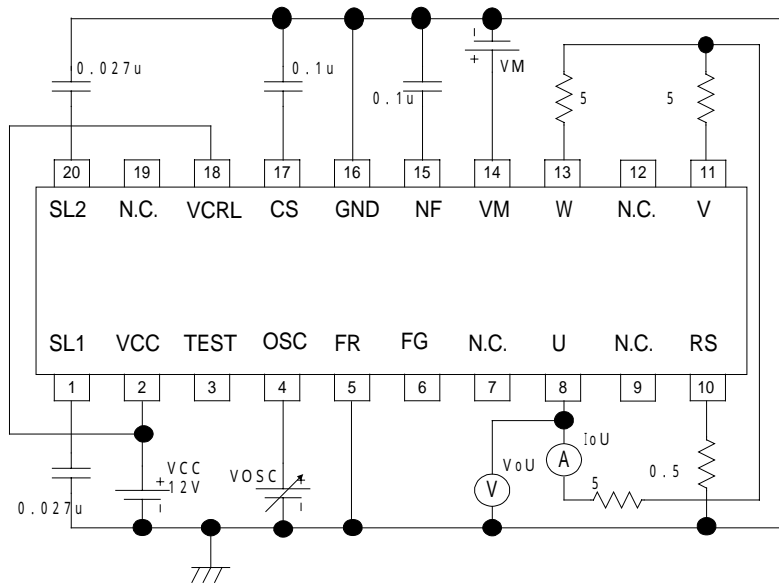 0.027u
0.1u
0.1u
− + VM
5
5
20 19 18 17 16 15 14 13 12 11
SL2 N.C. VCRL CS GND NF VM W N.C. V
SL1 VCC TEST OSC FR FG N.C. U N.C. RS
1 2 3 4 5 6 7 8 9 10
0.027u
+ VCC 12V −
VOSC + −
VoU
V
IoU
A
5
0.5